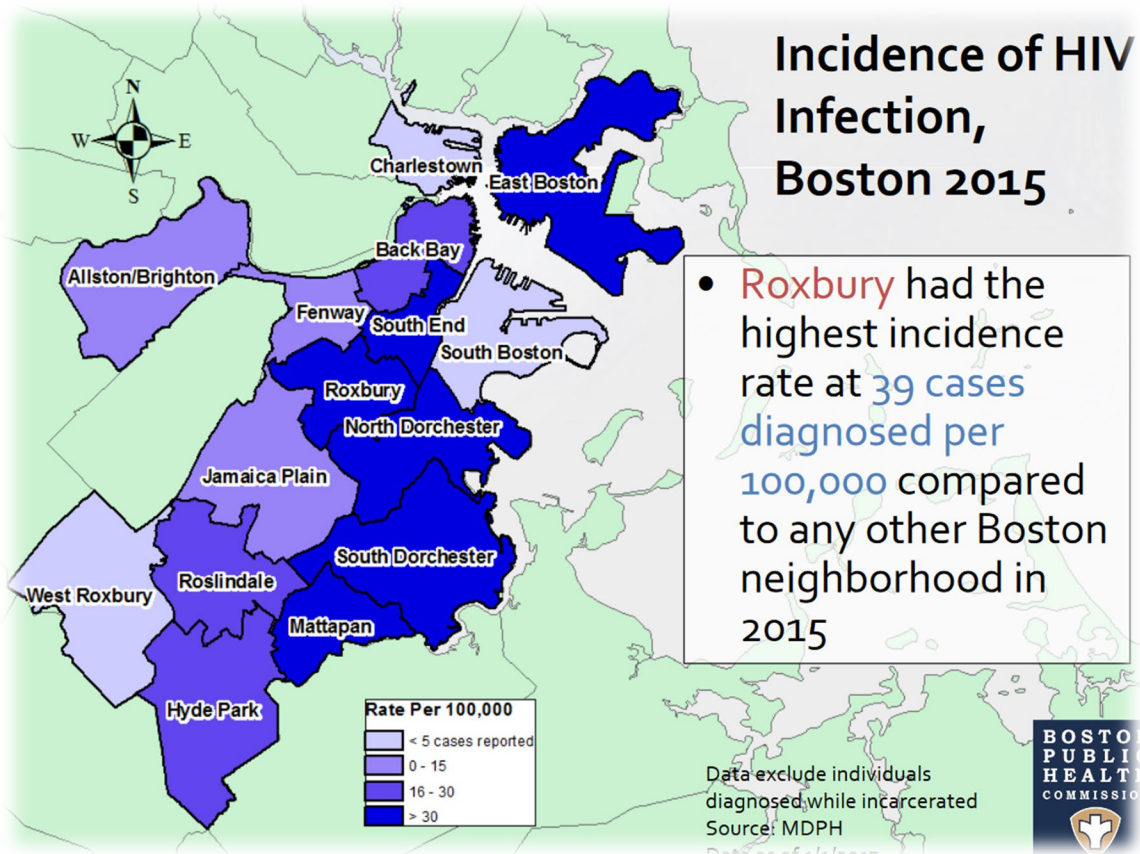 Incidence of HIV
Infection,
Boston 2015
N
W
E
S
Charlestown
East Boston
Back Bay
Allston/Brighton
Fenway
South End
South Boston
Roxbury
North Dorchester
Jamaica Plain
South Dorchester
Roslindale
West Roxbury
Mattapan
Hyde Park
• Roxbury had the
highest incidence
rate at 39 cases
diagnosed per
100,000 compared
to any other Boston
neighborhood in
2015
Rate Per 100,000
< 5 cases reported
0 - 15
16 - 30
> 30
Data exclude individuals
diagnosed while incarcerated
Source: MDPH
Data as of
BOSTO
PUBLIC
HEALT
COMMISSIO